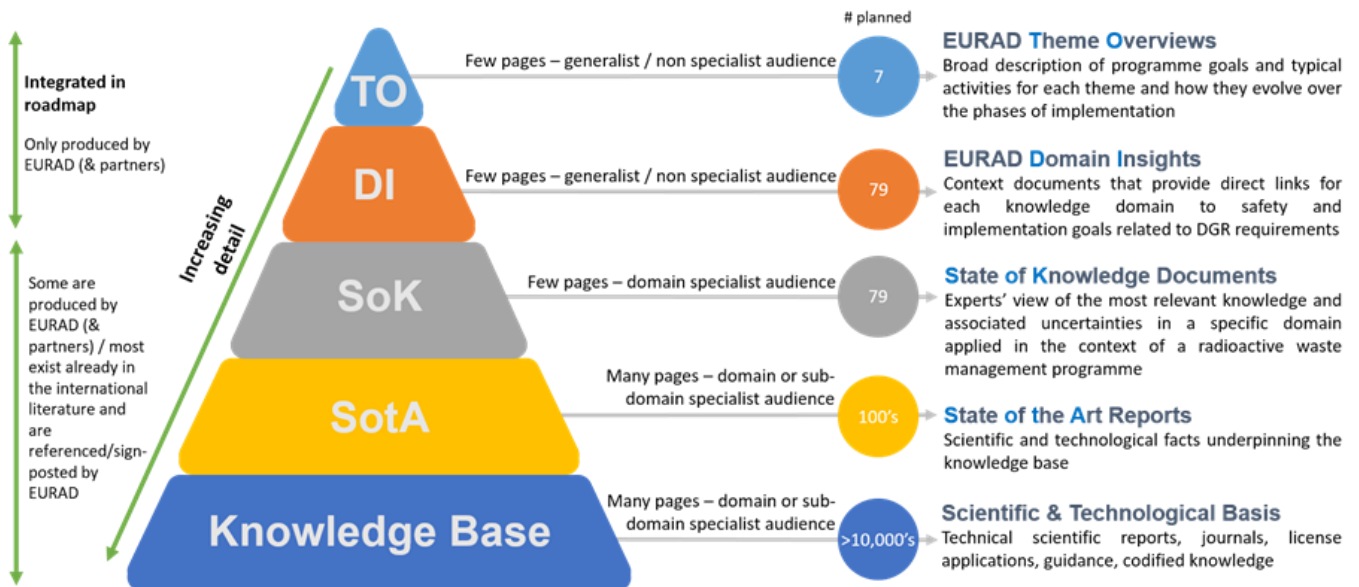 # planned
Integrated in
roadmap
Only produced by
EURAD (& partners)
Some are
produced by
EURAD (&
partners) / most
exist already in
the international
literature and
are
referenced/sign-
posted by
EURAD
Increasing
detail
TO
Few pages – generalist / non specialist audience
7
EURAD Theme Overviews
Broad description of programme goals and typical
activities for each theme and how they evolve over
the phases of implementation
DI
Few pages – generalist / non specialist audience
79
EURAD Domain Insights
Context documents that provide direct links for
each knowledge domain to safety and
implementation goals related to DGR requirements
SoK
Few pages – domain specialist audience
79
State of Knowledge Documents
Experts’ view of the most relevant knowledge and
associated uncertainties in a specific domain
applied in the context of a radioactive waste
management programme
SotA
Many pages – domain or sub-
domain specialist audience
100’s
State of the Art Reports
Scientific and technological facts underpinning the
knowledge base
Knowledge Base
Many pages – domain or sub-
domain specialist audience
>10,000’s
Scientific & Technological Basis
Technical scientific reports, journals, license
applications, guidance, codified knowledge